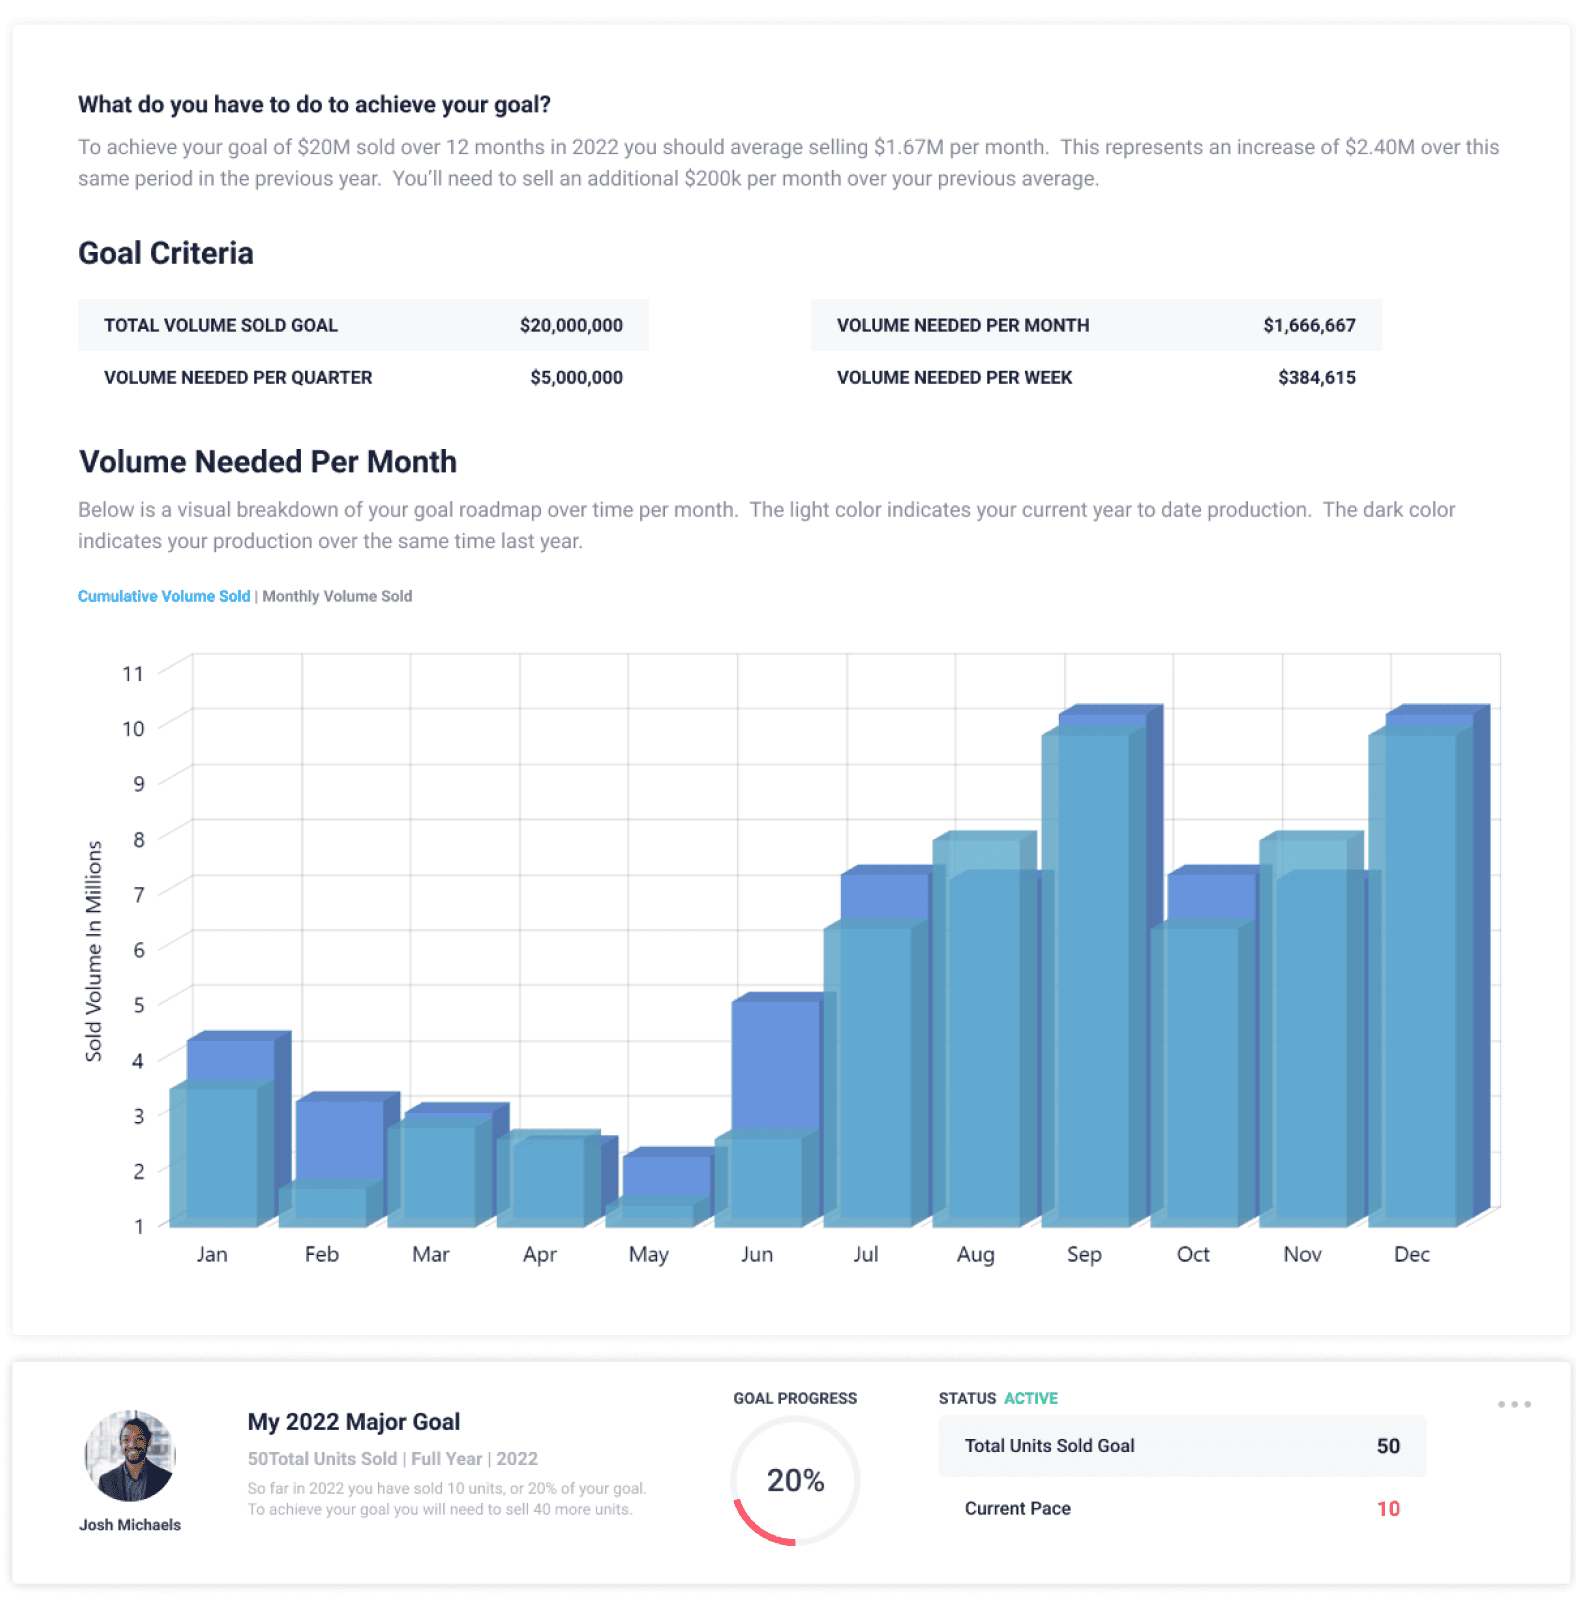 What do you have to do to achieve your goal?
To achieve your goal of $20M sold over 12 months in 2022 you should average selling $1.67M per month.  This represents an increase of $2.40M over this
same period in the previous year.  You'll need to sell an additional $200k per month over your previous average.
Goal Criteria
TOTAL VOLUME SOLD GOAL $20,000,000
VOLUME NEEDED PER MONTH $1,666,667
VOLUME NEEDED PER QUARTER $5,000,000
VOLUME NEEDED PER WEEK $384,615
Volume Needed Per Month
Below is a visual breakdown of your goal roadmap over time per month.  The light color indicates your current year to date production.  The dark color
indicates your production over the same time last year.
Cumulative Volume Sold | Monthly Volume Sold
Sold Volume In Millions
11
10
9
8
7
6
5
4
3
2
1
Jan Feb Mar Apr May Jun Jul Aug Sep Oct Nov Dec
Josh Michaels
My 2022 Major Goal
50Total Units Sold | Full Year | 2022
So far in 2022 you have sold 10 units, or 20% of your goal.
To achieve your goal you will need to sell 40 more units.
GOAL PROGRESS
20%
STATUS ACTIVE
Total Units Sold Goal 50
Current Pace 10